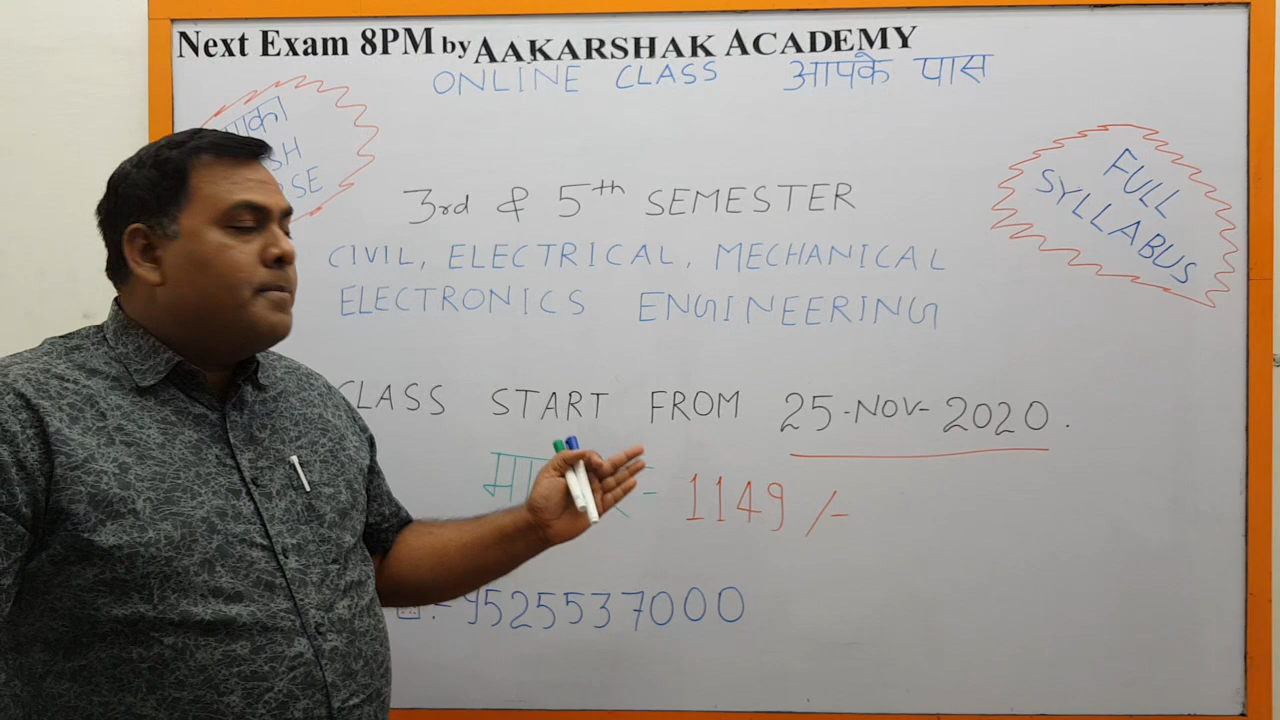 Next Exam 8PM by AAKARSHAK ACADEMY
ONLINE CLASS आपके पास
FULL
SYLLABUS
3rd & 5th SEMESTER
CIVIL, ELECTRICAL, MECHANICAL
ELECTRONICS ENGINEERING
CLASS START FROM 25-NOV-2020.
1149/-
9525537000